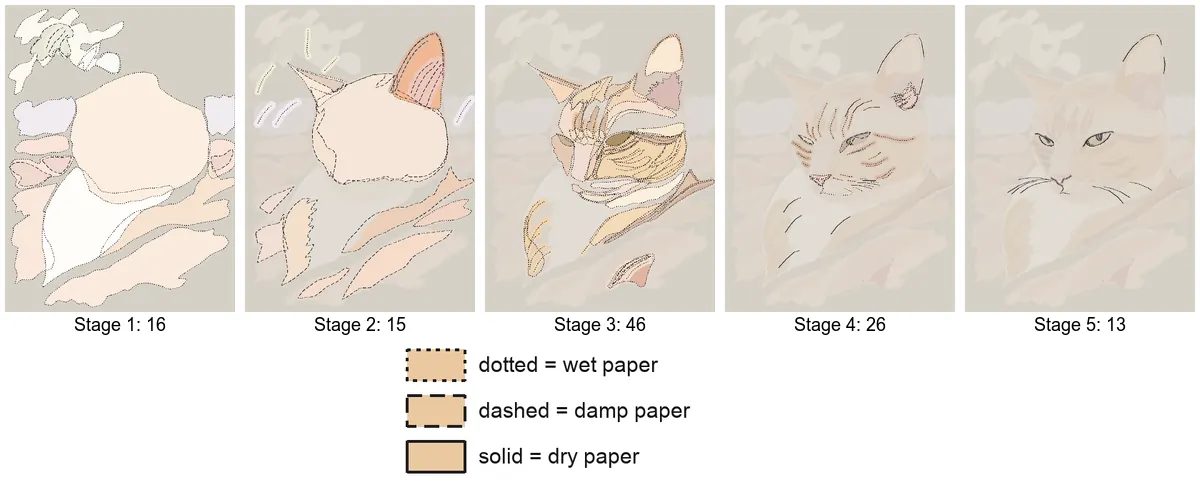 Stage 1: 16
Stage 2: 15
Stage 3: 46
Stage 4: 26
Stage 5: 13
dotted = wet paper
dashed = damp paper
solid = dry paper